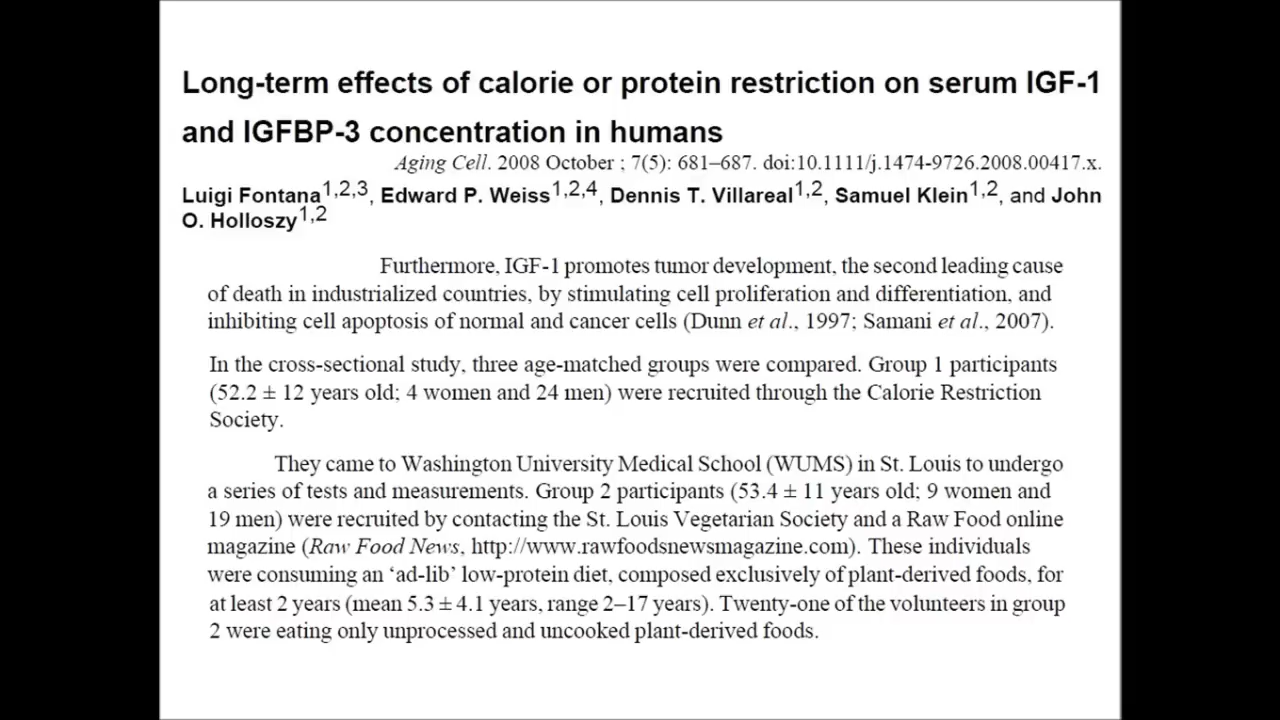 Long-term effects of calorie or protein restriction on serum IGF-1
and IGFBP-3 concentration in humans
Aging Cell. 2008 October ; 7(5): 681–687. doi:10.1111/j.1474-9726.2008.00417.x.
Luigi Fontana1,2,3, Edward P. Weiss1,2,4, Dennis T. Villareal1,2, Samuel Klein1,2, and John
O. Holloszy1,2
Furthermore, IGF-1 promotes tumor development, the second leading cause
of death in industrialized countries, by stimulating cell proliferation and differentiation, and
inhibiting cell apoptosis of normal and cancer cells (Dunn et al., 1997; Samani et al., 2007).
In the cross-sectional study, three age-matched groups were compared. Group 1 participants
(52.2 ± 12 years old; 4 women and 24 men) were recruited through the Calorie Restriction
Society.
They came to Washington University Medical School (WUMS) in St. Louis to undergo
a series of tests and measurements. Group 2 participants (53.4 ± 11 years old; 9 women and
19 men) were recruited by contacting the St. Louis Vegetarian Society and a Raw Food online
magazine (Raw Food News, http://www.rawfoodsnewsmagazine.com). These individuals
were consuming an ‘ad-lib’ low-protein diet, composed exclusively of plant-derived foods, for
at least 2 years (mean 5.3 ± 4.1 years, range 2–17 years). Twenty-one of the volunteers in group
2 were eating only unprocessed and uncooked plant-derived foods.